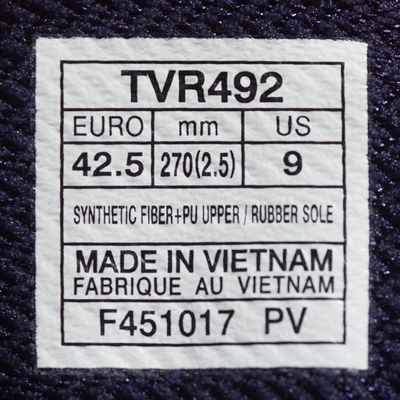 TVR492
EURO mm US
42.5 270(2.5) 9
SYNTHETIC FIBER+PU UPPER / RUBBER SOLE
MADE IN VIETNAM
FABRIQUE AU VIETNAM
F451017 PV